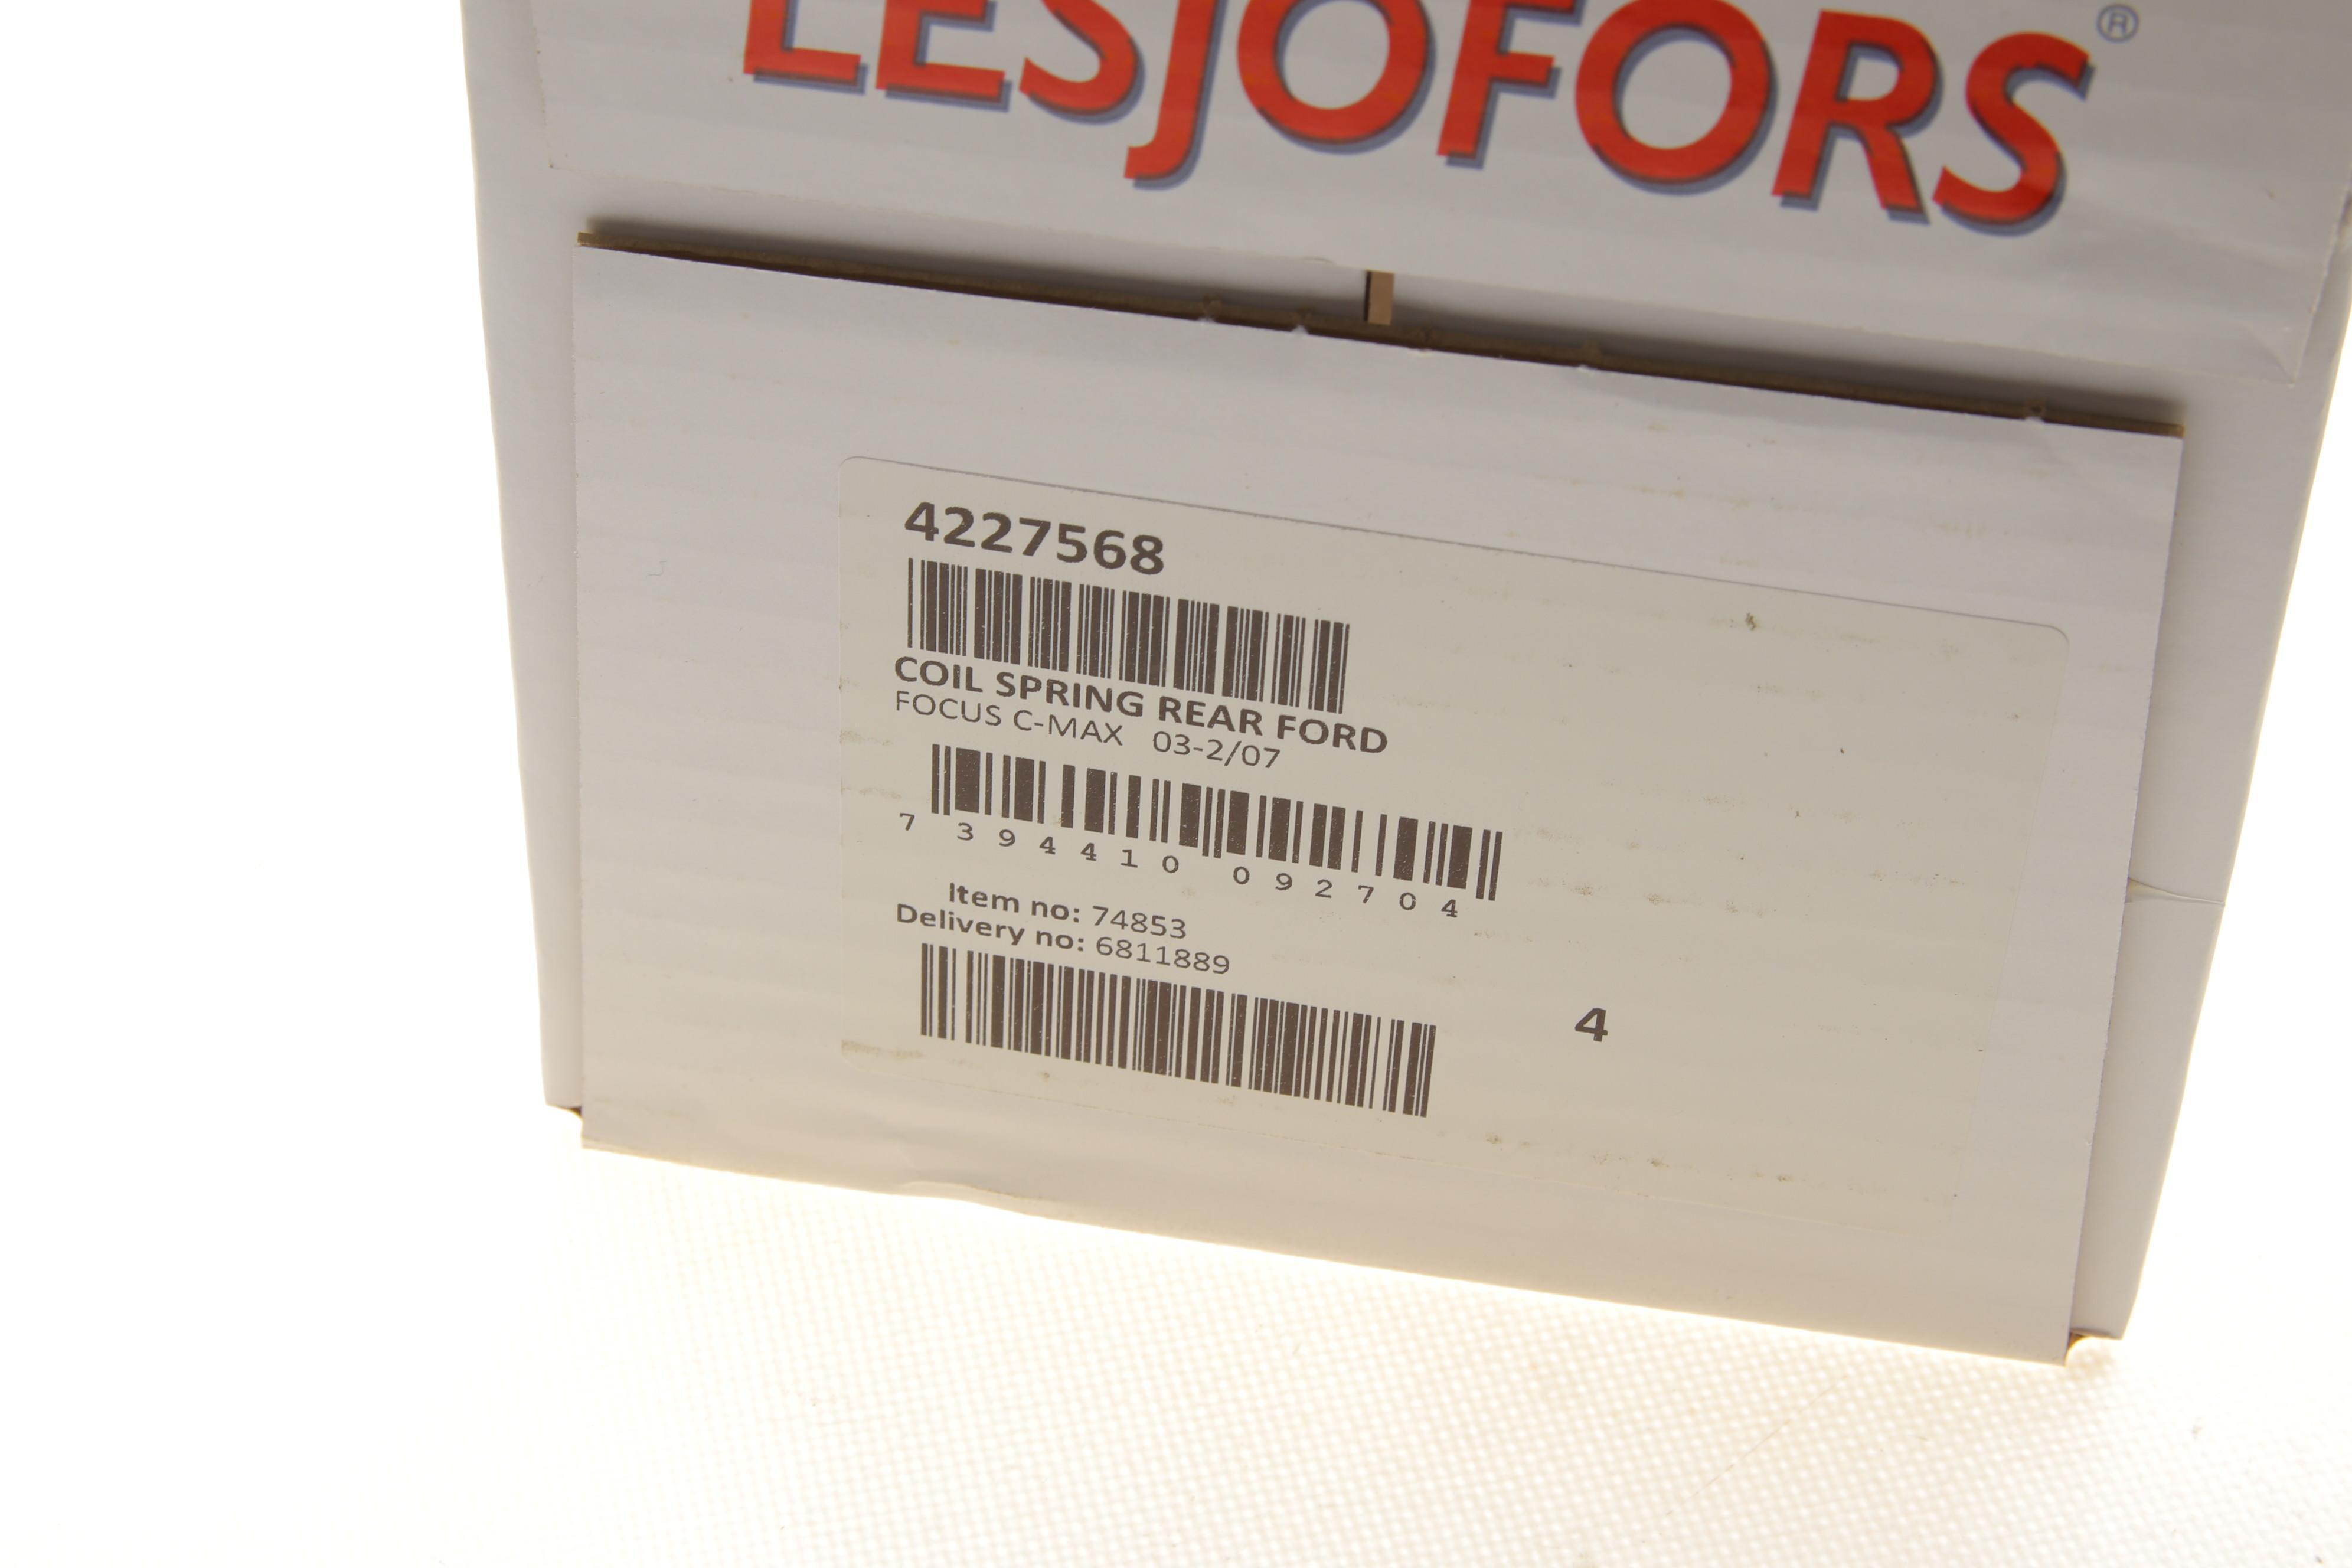 LESJOFORS®
4227568
COIL SPRING REAR FORD
FOCUS C-MAX 03-2/07
7 394410 092704
Item no: 74853
Delivery no: 6811889
4